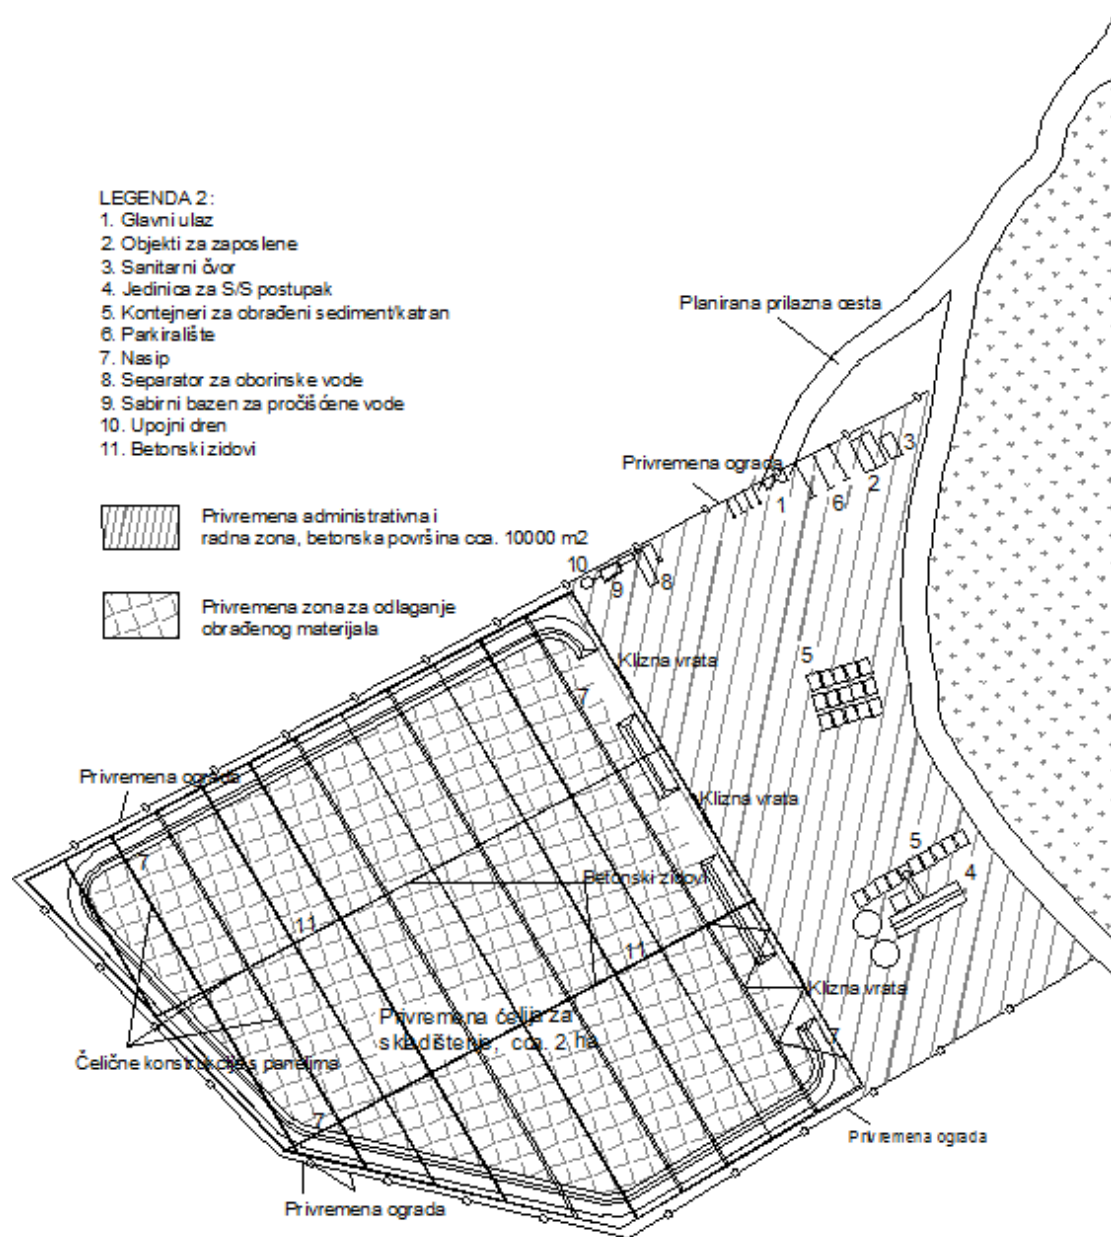 LEGENDA 2:
1. Glavni ulaz
2. Objekti za zaposlene
3. Sanitarni čvor
4. Jedinica za S/S postupak
5. Kontejneri za obrađeni sediment/katran
6. Parkiralište
7. Nasip
8. Separator za oborinske vode
9. Sabirni bazen za pročišćene vode
10. Upojni dren
11. Betonski zidovi
Privremena administrativna i
radna zona, betonska površina cca. 10000 m2
Privremena zona za odlaganje
obrađenog materijala
Planirana prilazna cesta
Privremena ograda
3
2
6
1
10
9
8
Klizna vrata
5
7
Privremena ograda
Klizna vrata
5
7
Betonski zidovi
4
11
11
Klizna vrata
Privremena ćelija za
skladištenje, cca. 2 ha
7
Čelične konstrukcije s panelima
7
Privremena ograda
Privremena ograda